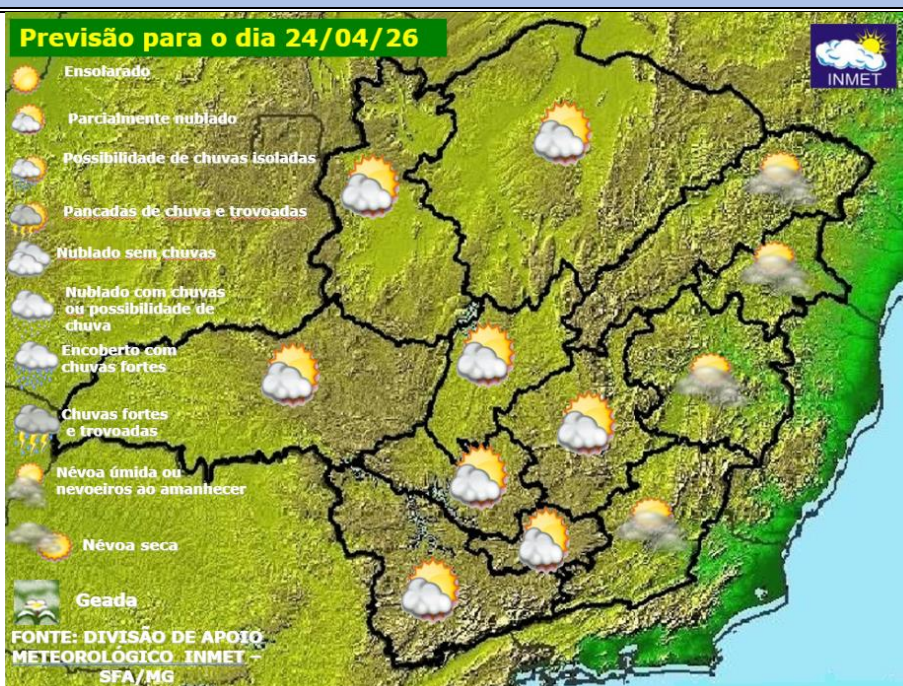 Previsão para o dia 24/04/26
INMET
Ensolarado
Parcialmente nublado
Possibilidade de chuvas isoladas
Pancadas de chuva e trovoadas
Nublado sem chuvas
Nublado com chuvas
ou possibilidade de
chuva
Encoberto com
chuvas fortes
Chuvas fortes
e trovoadas
Névoa úmida ou
nevoeiros ao amanhecer
Névoa seca
Geada
FONTE: DIVISÃO DE APOIO
METEOROLÓGICO INMET –
SFA/MG